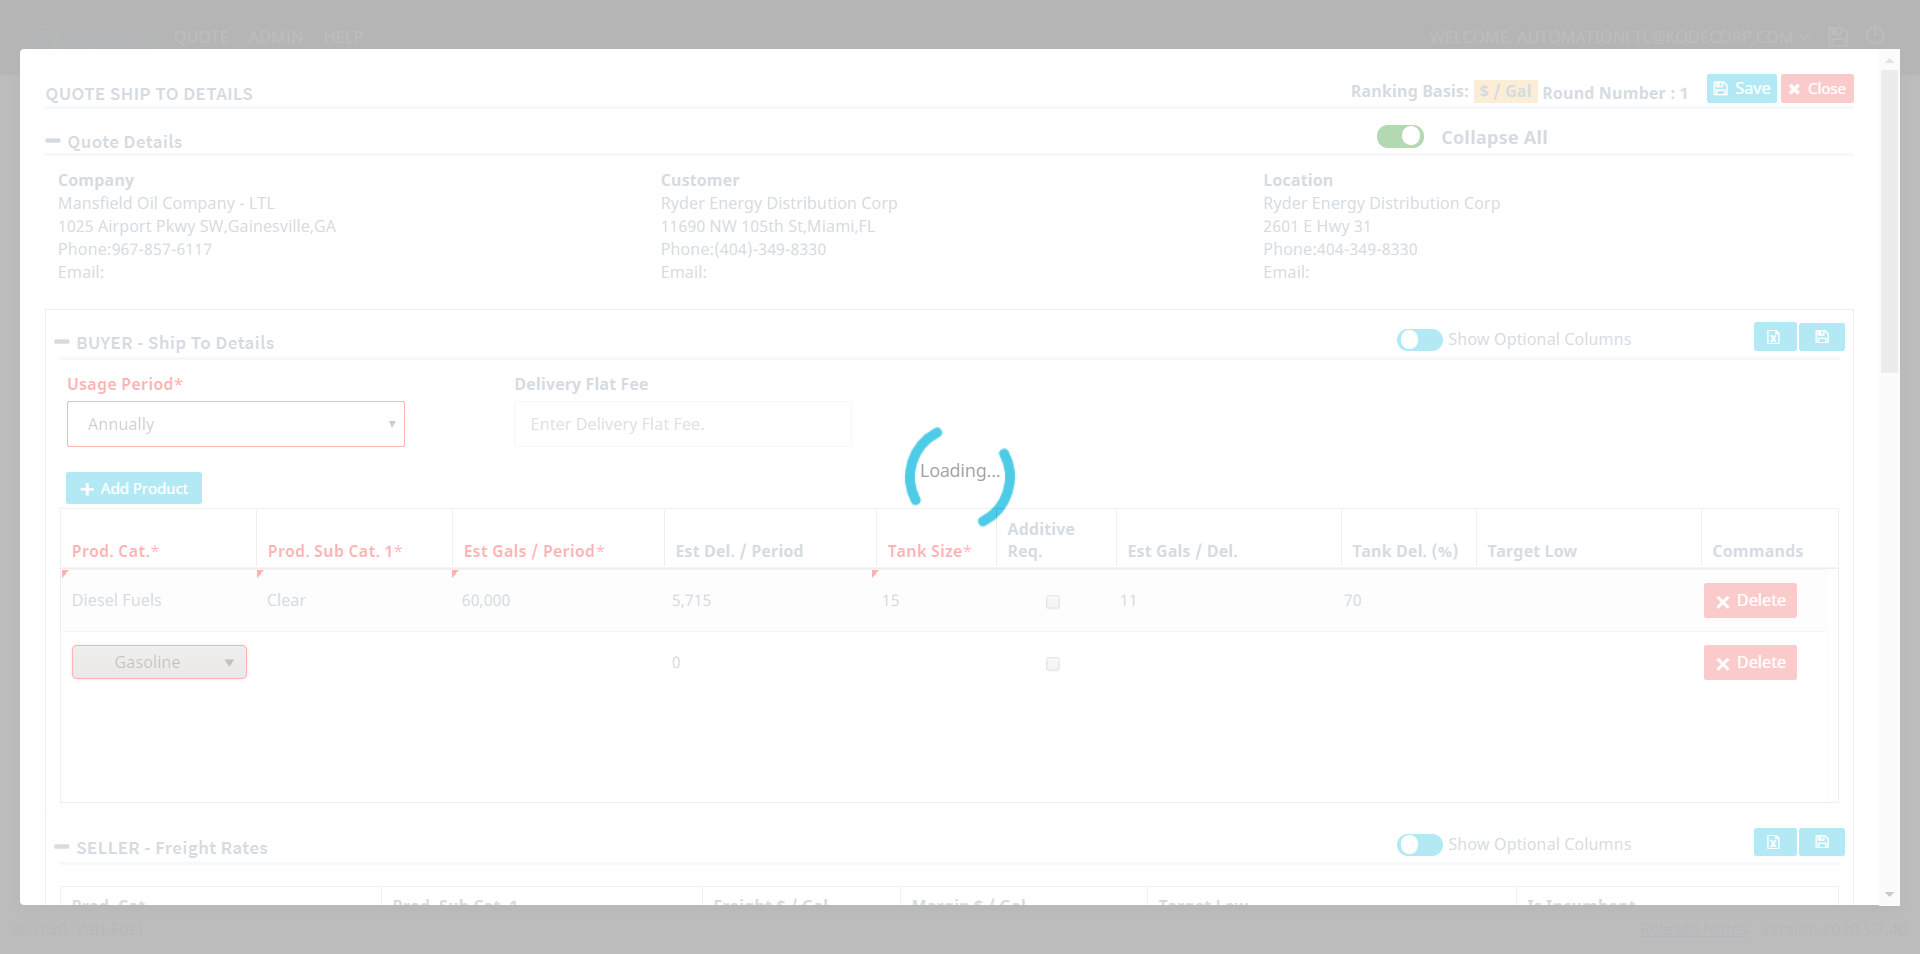 QUOTE ADMIN HELP
WELCOME, AUTOMATIONLTL@KODECORP.COM
QUOTE SHIP TO DETAILS
Ranking Basis: $ / Gal Round Number : 1
Save Close
Quote Details
Collapse All
Company
Mansfield Oil Company - LTL
1025 Airport Pkwy SW,Gainesville,GA
Phone:967-857-6117
Email:
Customer
Ryder Energy Distribution Corp
11690 NW 105th St,Miami,FL
Phone:(404)-349-8330
Email:
Location
Ryder Energy Distribution Corp
2601 E Hwy 31
Phone:404-349-8330
Email:
BUYER - Ship To Details
Show Optional Columns
Usage Period*
Annually
Delivery Flat Fee
Enter Delivery Flat Fee.
Loading...
Add Product
Prod. Cat.* Prod. Sub Cat. 1* Est Gals / Period* Est Del. / Period Tank Size* Additive Req. Est Gals / Del. Tank Del. (%) Target Low Commands
Diesel Fuels Clear 60,000 5,715 15 11 70 Delete
Gasoline 0 Delete
SELLER - Freight Rates
Show Optional Columns
Prod. Cat. Prod. Sub Cat. 1 Freight $ / Gal Margin $ / Gal Target Low Is Incumbent
© 2020, Veri-Fuel
Release Notes Version 2020.5.7.40